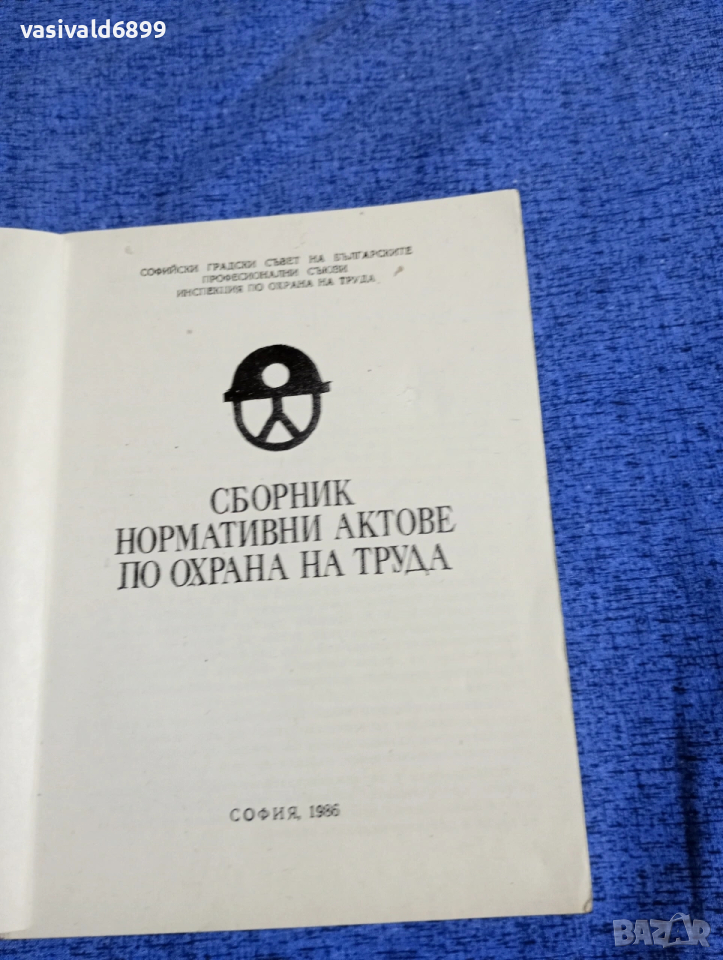 vasivald6899
СОФИЙСКИ ГРАДСКИ СЪВЕТ НА БЪЛГАРСКИТЕ
ПРОФЕСИОНАЛНИ СЪЮЗИ
ИНСПЕКЦИЯ ПО ОХРАНА НА ТРУДА
СБОРНИК
НОРМАТИВНИ АКТОВЕ
ПО ОХРАНА НА ТРУДА
СОФИЯ, 1986
BAZAR